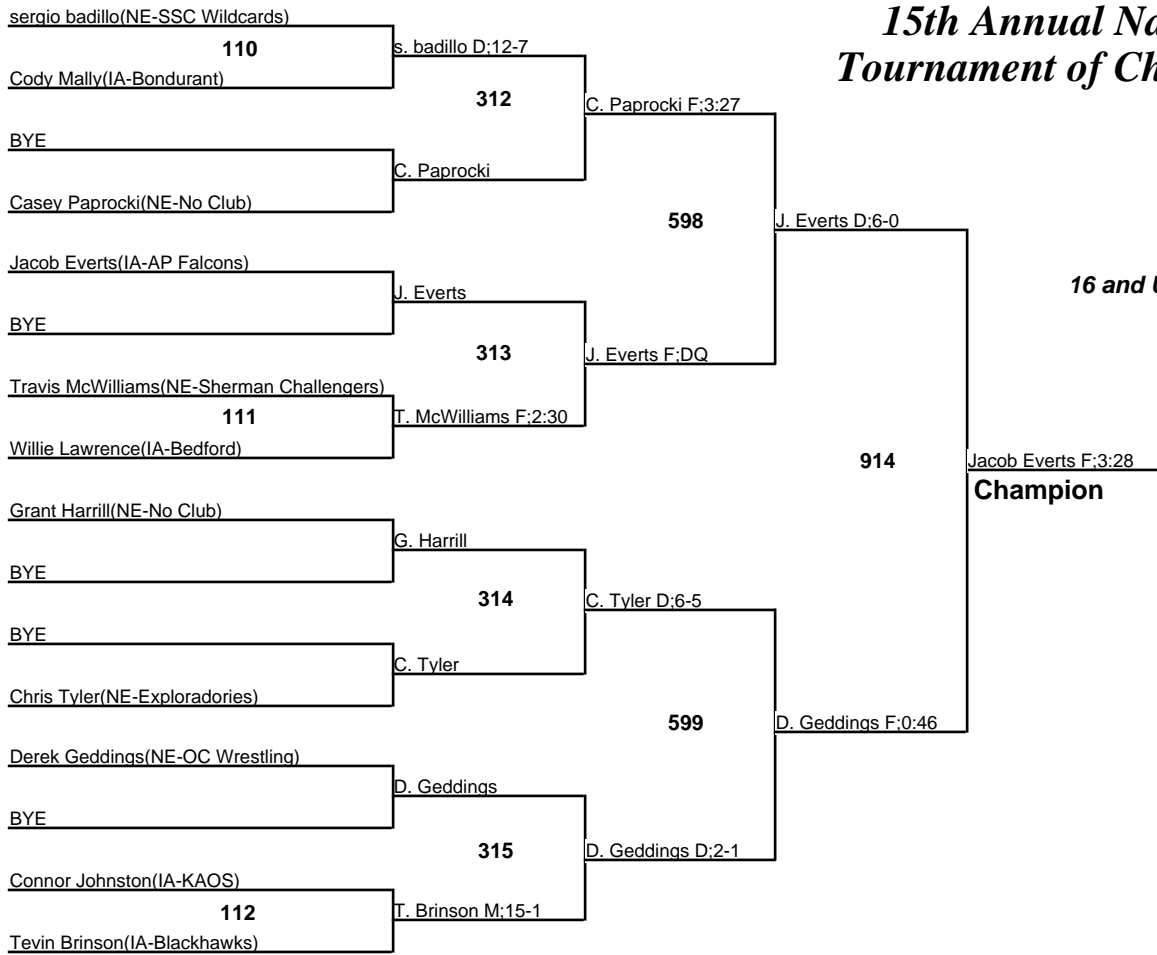 sergio badillo(NE-SSC Wildcards)
110
Cody Mally(IA-Bondurant)
s. badillo D;12-7
312
BYE
C. Paprocki
Casey Paprocki(NE-No Club)
C. Paprocki F;3:27
598
Jacob Everts(IA-AP Falcons)
J. Everts
BYE
313
Travis McWilliams(NE-Sherman Challengers)
111
T. McWilliams F;2:30
Willie Lawrence(IA-Bedford)
J. Everts F;DQ
J. Everts D;6-0
914
Grant Harrill(NE-No Club)
G. Harrill
BYE
314
BYE
C. Tyler
Chris Tyler(NE-Exploradories)
C. Tyler D;6-5
599
Derek Geddings(NE-OC Wrestling)
D. Geddings
BYE
315
Connor Johnston(IA-KAOS)
112
T. Brinson M;15-1
Tevin Brinson(IA-Blackhawks)
D. Geddings D;2-1
D. Geddings F;0:46
Jacob Everts F;3:28
Champion
15th Annual Na
Tournament of Ch
16 and